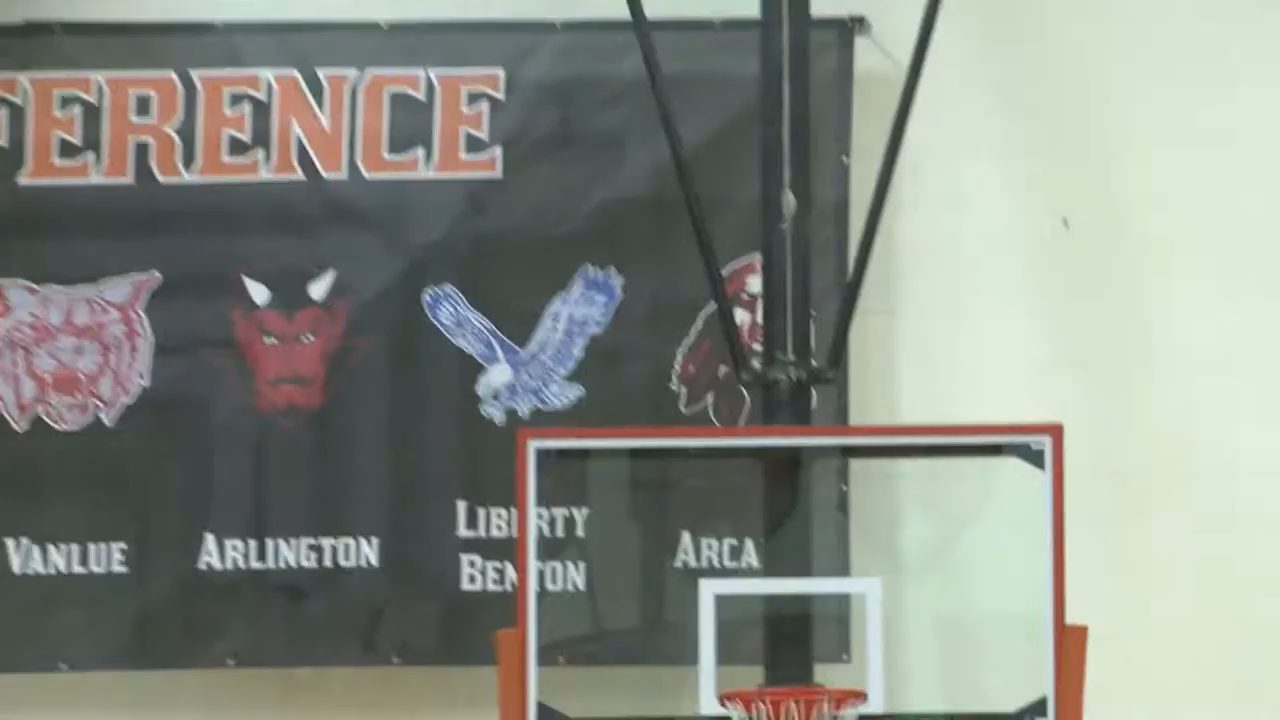 FERENCE
VANLUE
ARLINGTON
LIBERTY
BENTON
ARCA